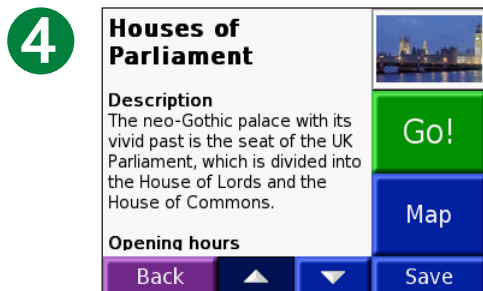 4
Houses of
Parliament
Description
The neo-Gothic palace with its
vivid past is the seat of the UK
Parliament, which is divided into
the House of Lords and the
House of Commons.
Opening hours
Go!
Map
Back
Save